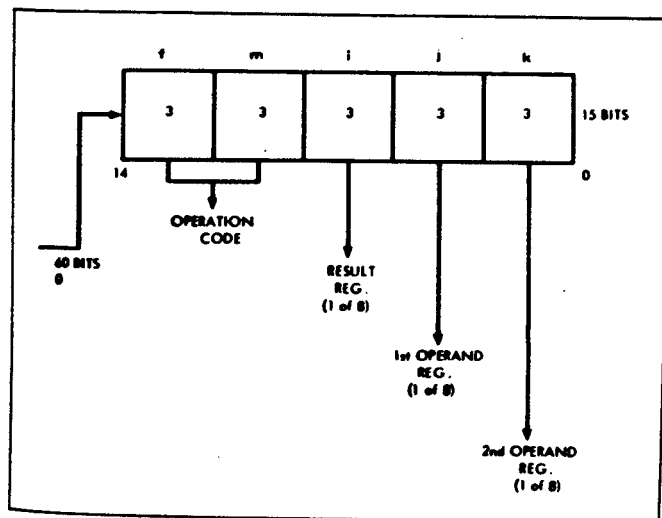 f m i j k
3 3 3 3 3 15 BITS
14 0
OPERATION
CODE
60 BITS
0
RESULT
REG.
(1 of 8)
1st OPERAND
REG.
(1 of 8)
2nd OPERAND
REG.
(1 of 8)